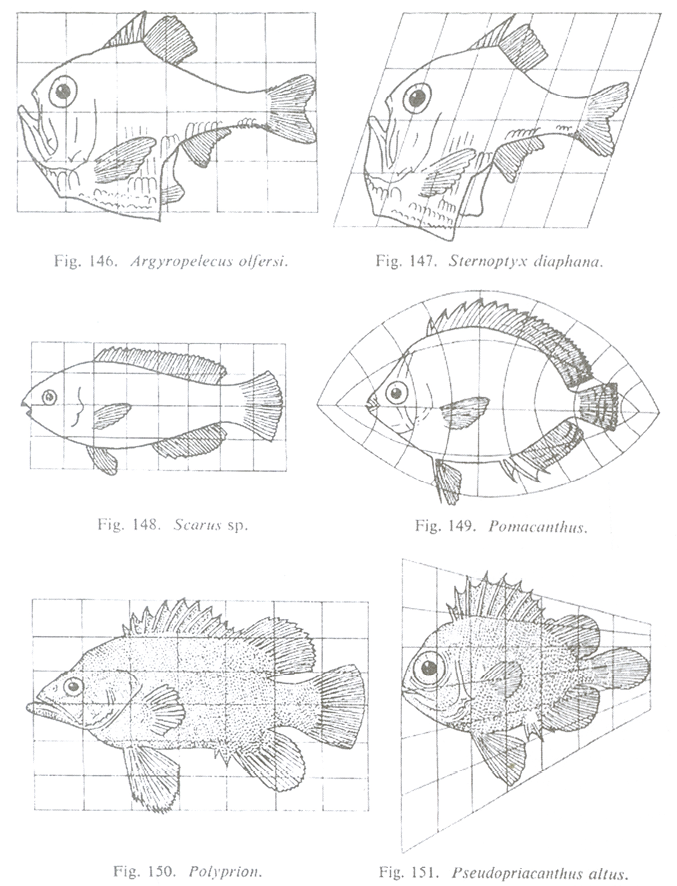 Fig. 146. Argyropelecus olfersi.
Fig. 147. Sternoptyx diaphana.
Fig. 148. Scarus sp.
Fig. 149. Pomacanthus.
Fig. 150. Polyprion.
Fig. 151. Pseudopriacanthus altus.